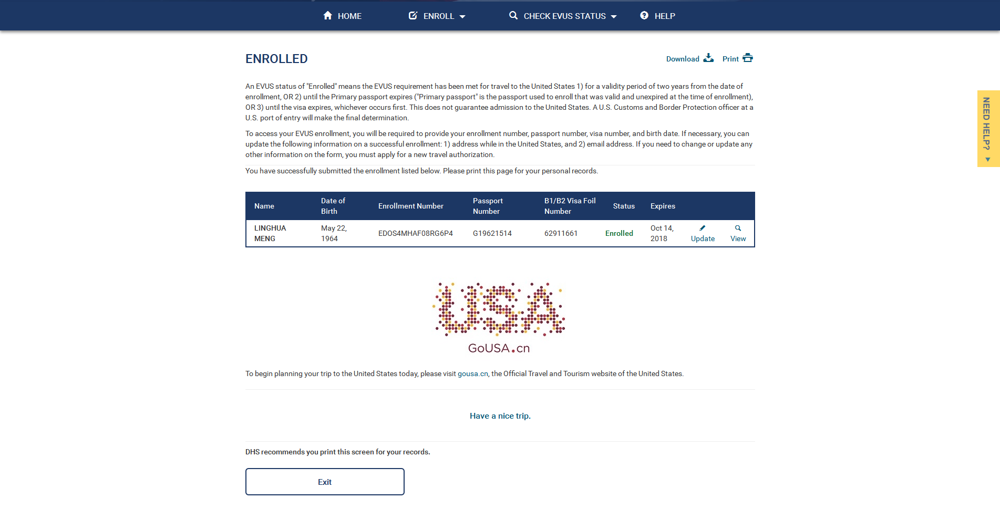 HOME ENROLL CHECK EVUS STATUS HELP
ENROLLED
Download Print
An EVUS status of "Enrolled" means the EVUS requirement has been met for travel to the United States 1) for a validity period of two years from the date of
enrollment, OR 2) until the Primary passport expires ("Primary passport" is the passport used to enroll that was valid and unexpired at the time of enrollment),
OR 3) until the visa expires, whichever occurs first. This does not guarantee admission to the United States. A U.S. Customs and Border Protection officer at a
U.S. port of entry will make the final determination.
To access your EVUS enrollment, you will be required to provide your enrollment number, passport number, visa number, and birth date. If necessary, you can
update the following information on a successful enrollment: 1) address while in the United States, and 2) email address. If you need to change or update any
other information on the form, you must apply for a new travel authorization.
You have successfully submitted the enrollment listed below. Please print this page for your personal records.
Name Date of Birth Enrollment Number Passport Number B1/B2 Visa Foil Number Status Expires
LINGHUA MENG May 22, 1964 EDOS4MHAF08RG6P4 G19621514 62911661 Enrolled Oct 14, 2018 Update View
USA
GoUSA.cn
To begin planning your trip to the United States today, please visit gousa.cn, the Official Travel and Tourism website of the United States.
Have a nice trip.
DHS recommends you print this screen for your records.
Exit
NEED HELP?